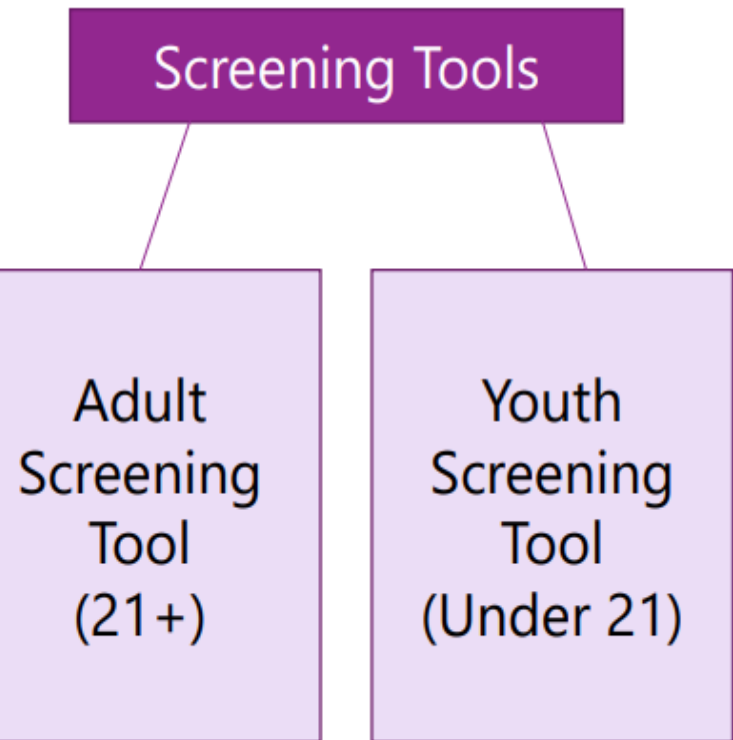 Screening Tools
Adult
Screening
Tool
(21+)
Youth
Screening
Tool
(Under 21)